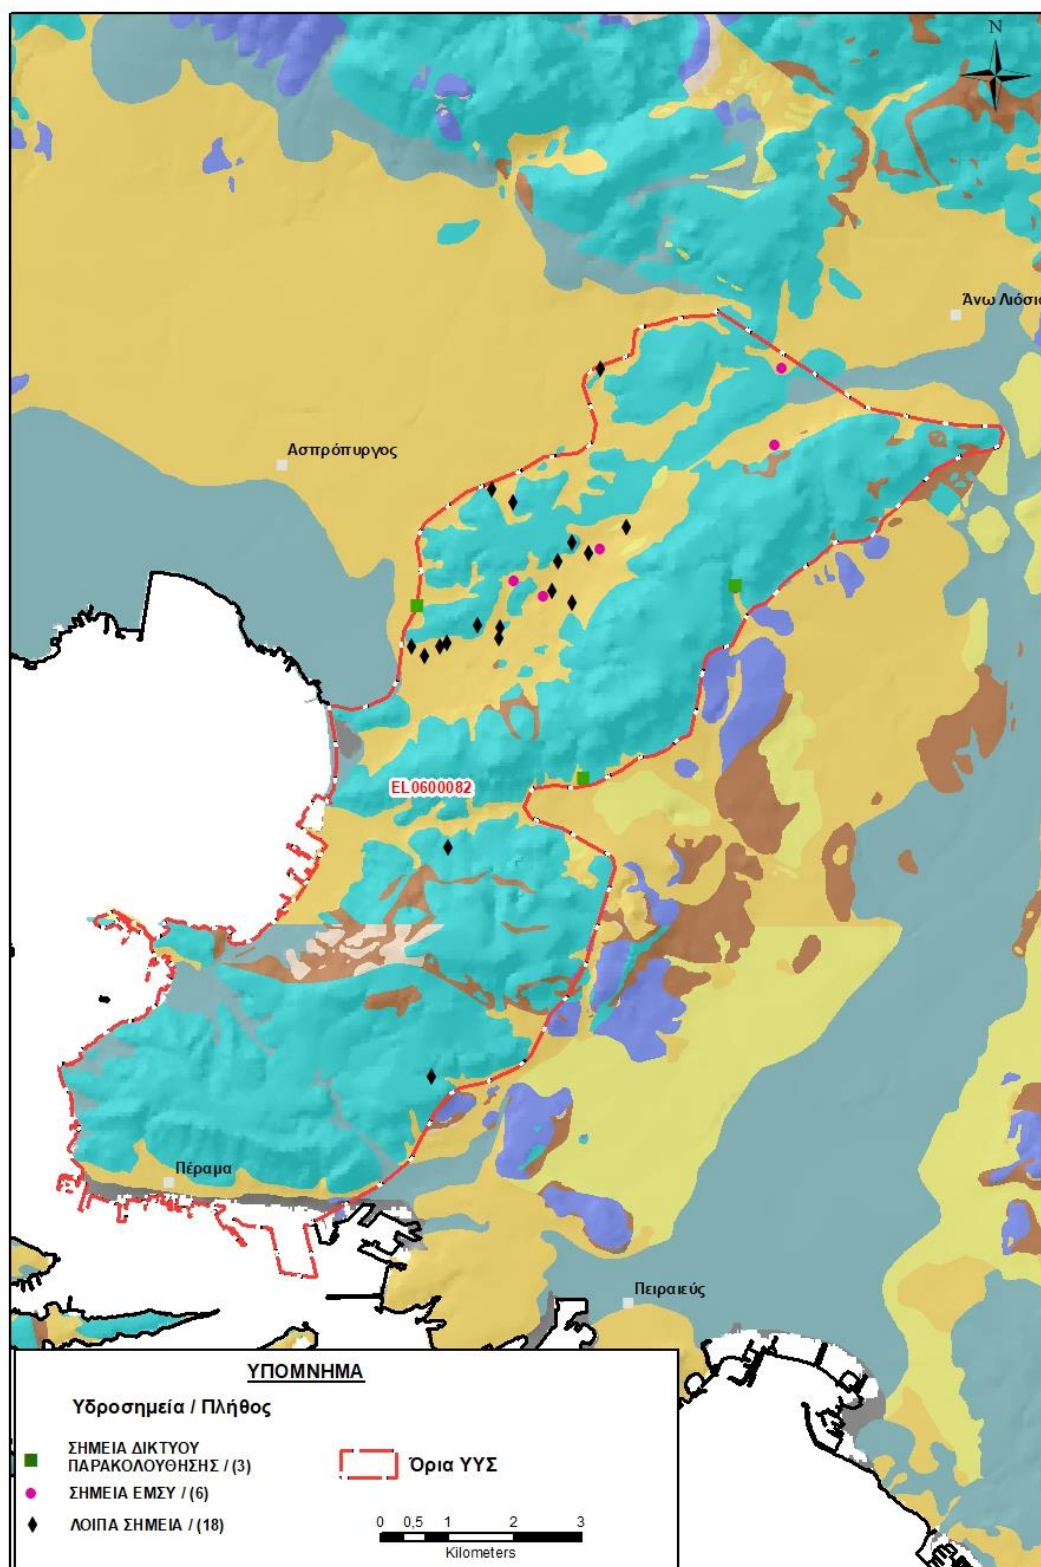 N
Άνω Λιόσια
Ασπρόπυργος
EL0600082
Πέραμα
Πειραιεύς
ΥΠΟΜΝΗΜΑ
Υδροσημεία / Πλήθος
ΣΗΜΕΙΑ ΔΙΚΤΥΟΥ
ΠΑΡΑΚΟΛΟΥΘΗΣΗΣ / (3)
Όρια ΥΥΣ
ΣΗΜΕΙΑ ΕΜΣΥ / (6)
ΛΟΙΠΑ ΣΗΜΕΙΑ / (18)
0 0,5 1 2 3
Kilometers